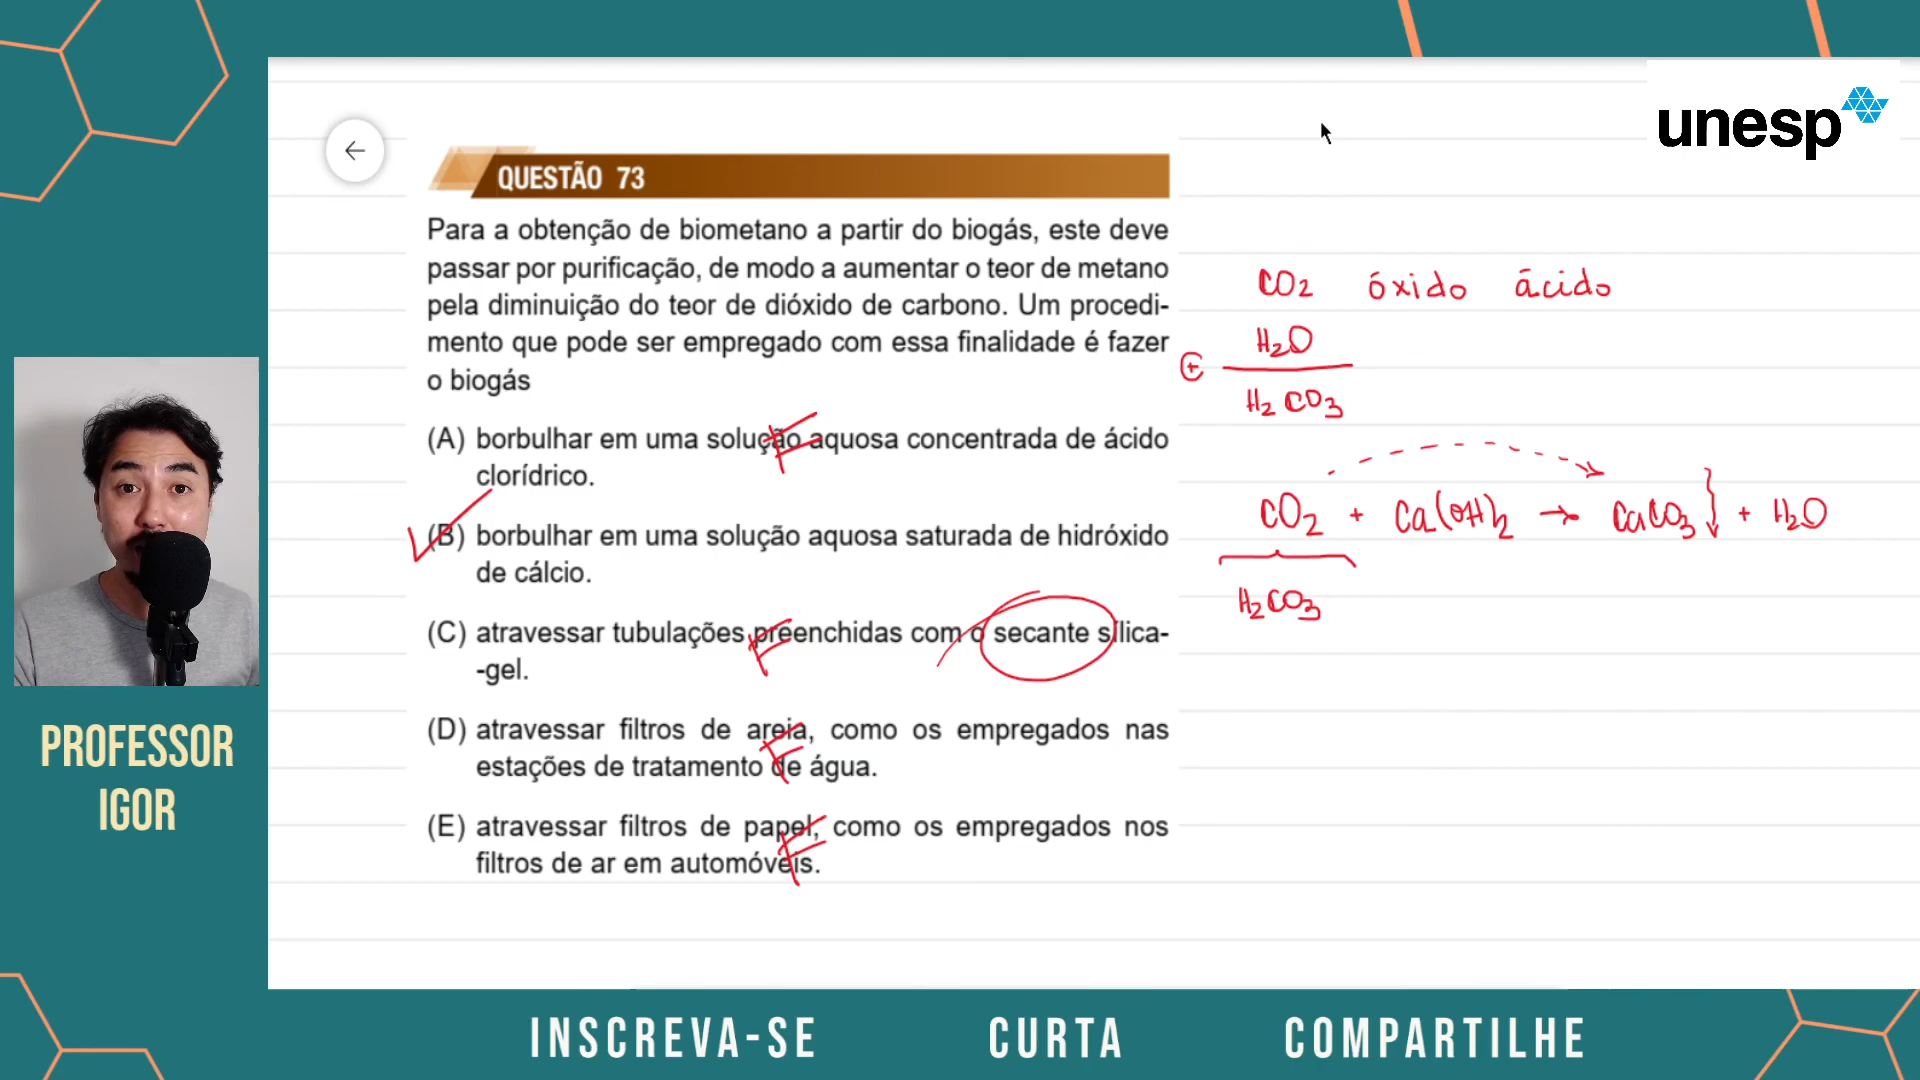 unesp
QUESTÃO 73
Para a obtenção de biometano a partir do biogás, este deve
passar por purificação, de modo a aumentar o teor de metano
pela diminuição do teor de dióxido de carbono. Um procedi-
mento que pode ser empregado com essa finalidade é fazer
o biogás
(A) borbulhar em uma solução aquosa concentrada de ácido
clorídrico.
F
(B) borbulhar em uma solução aquosa saturada de hidróxido
de cálcio.
(C) atravessar tubulações preenchidas com o secante sílica-
-gel.
F
(D) atravessar filtros de areia, como os empregados nas
estações de tratamento de água.
F
(E) atravessar filtros de papel, como os empregados nos
filtros de ar em automóveis.
F
CO2 óxido ácido
H2O
+
H2CO3
CO2 + Ca(OH)2 → CaCO3↓ + H2O
H2CO3
PROFESSOR
IGOR
INSCREVA-SE CURTA COMPARTILHE